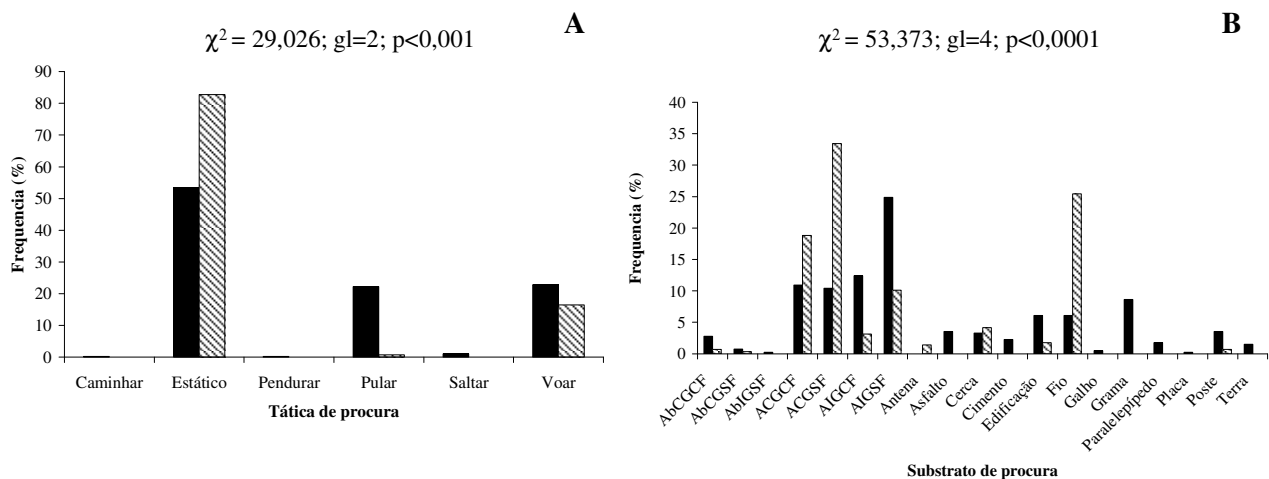 A
χ² = 29,026; gl=2; p<0,001
90
80
70
60
50
40
30
20
10
0
Frequencia (%)
Caminhar Estático Pendurar Pular Saltar Voar
Tática de procura
B
χ² = 53,373; gl=4; p<0,0001
40
35
30
25
20
15
10
5
0
Frequencia (%)
AbCGCF AbCGSF AbIGSF ACGCF ACGSF AIGCF AIGSF Antena Asfalto Cerca Cimento Edificação Fio Galho Grama Paralelepípedo Placa Poste Terra
Substrato de procura